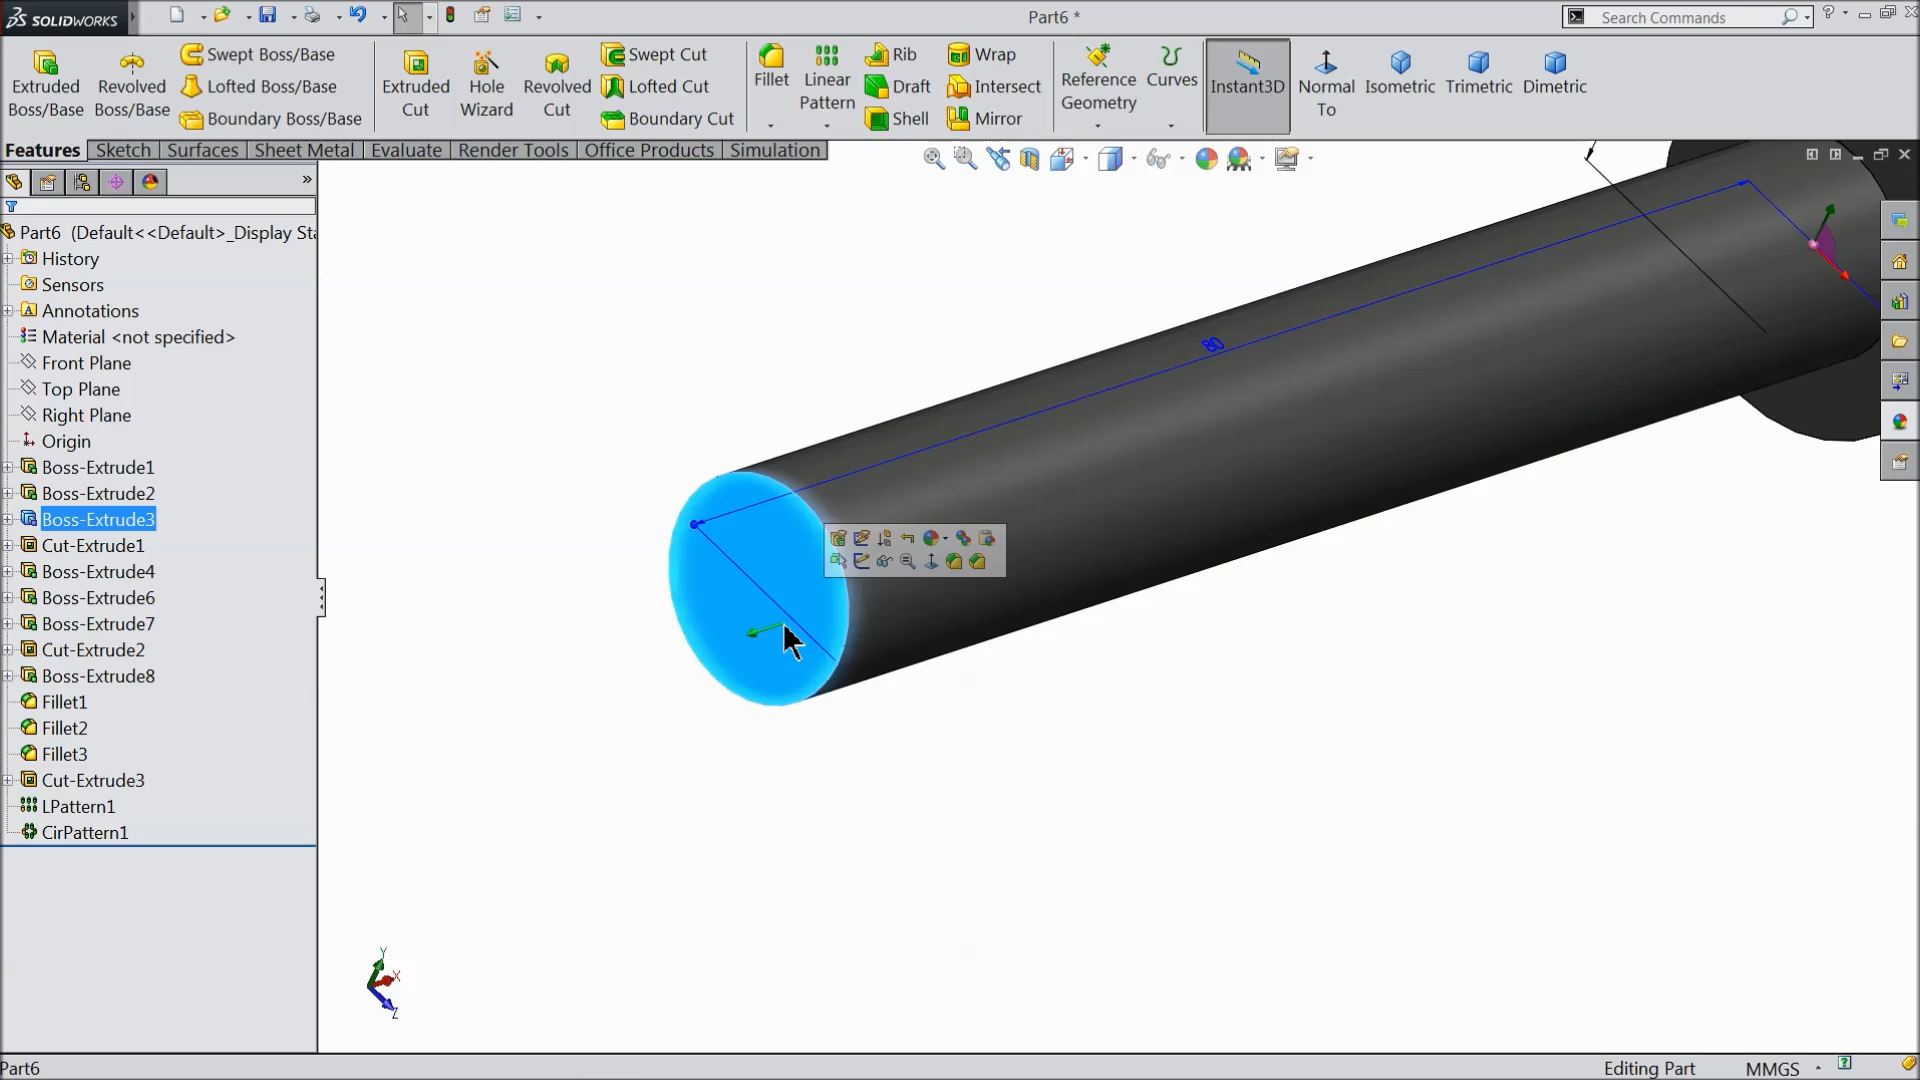 SOLIDWORKS
Part6 *
Search Commands
Extruded Boss/Base
Revolved Boss/Base
Swept Boss/Base
Lofted Boss/Base
Boundary Boss/Base
Extruded Cut
Hole Wizard
Revolved Cut
Swept Cut
Lofted Cut
Boundary Cut
Fillet
Linear Pattern
Rib
Draft
Shell
Wrap
Intersect
Mirror
Reference Geometry
Curves
Instant3D
Normal To
Isometric
Trimetric
Dimetric
Features
Sketch
Surfaces
Sheet Metal
Evaluate
Render Tools
Office Products
Simulation
Part6 (Default<<Default>_Display Sta
History
Sensors
Annotations
Material <not specified>
Front Plane
Top Plane
Right Plane
Origin
Boss-Extrude1
Boss-Extrude2
Boss-Extrude3
Cut-Extrude1
Boss-Extrude4
Boss-Extrude6
Boss-Extrude7
Cut-Extrude2
Boss-Extrude8
Fillet1
Fillet2
Fillet3
Cut-Extrude3
LPattern1
CirPattern1
80
Y
X
Z
Part6
Editing Part
MMGS